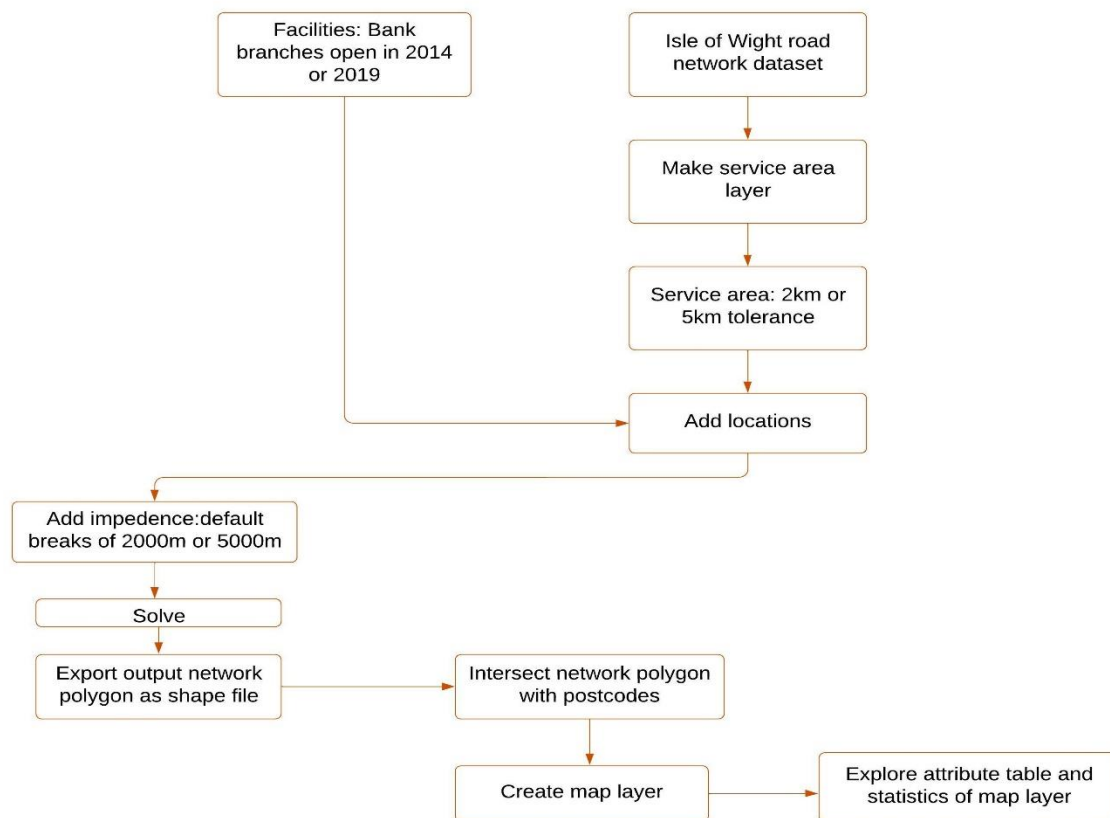 Facilities: Bank
branches open in 2014
or 2019
Isle of Wight road
network dataset
Make service area
layer
Service area: 2km or
5km tolerance
Add locations
Add impedence:default
breaks of 2000m or 5000m
Solve
Export output network
polygon as shape file
Intersect network polygon
with postcodes
Create map layer
Explore attribute table and
statistics of map layer